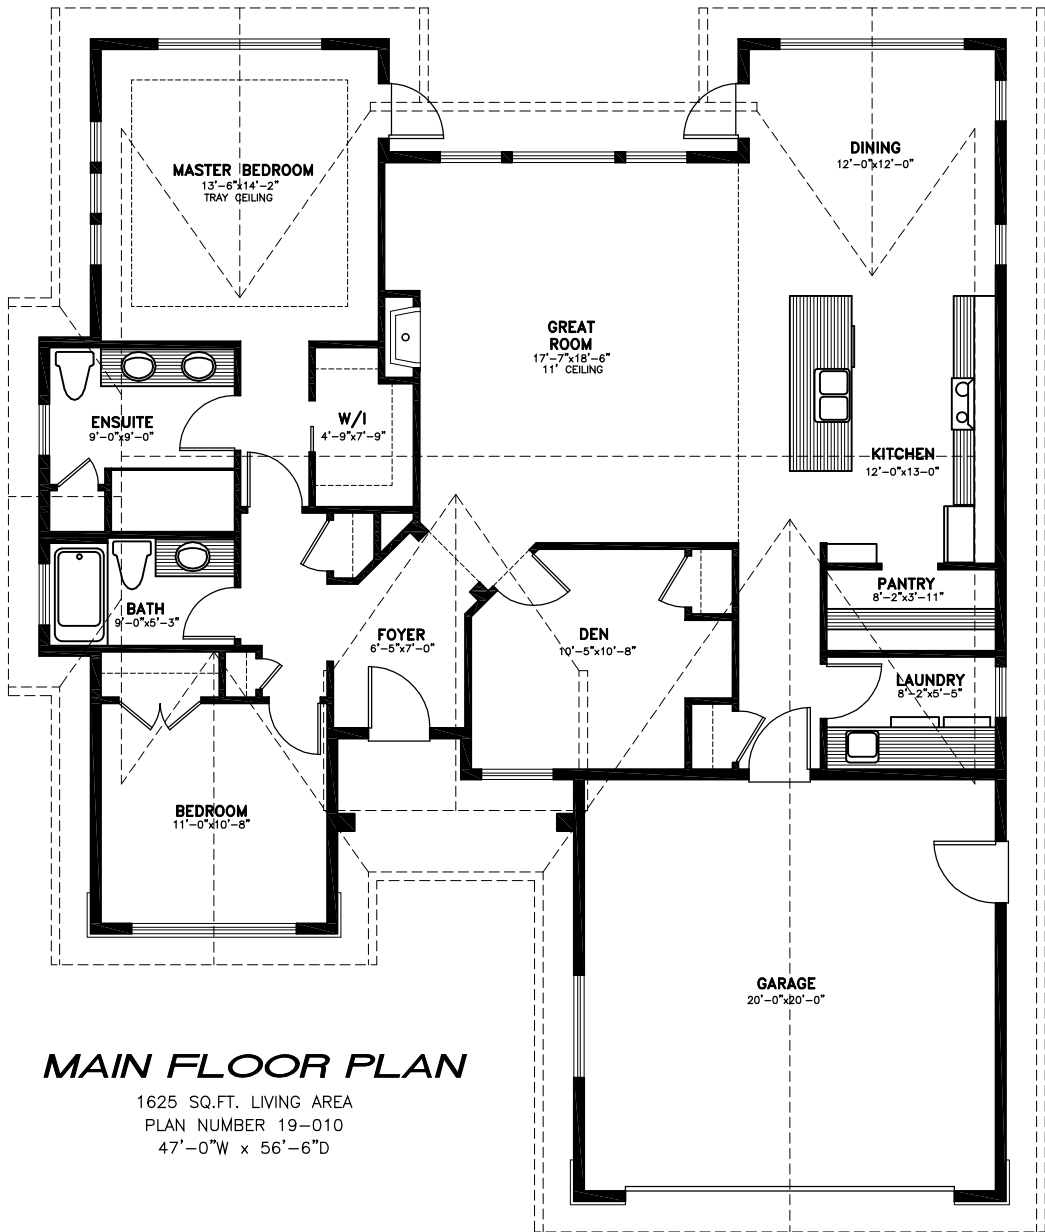 MASTER BEDROOM
13'-6"x14'-2"
TRAY CEILING
DINING
12'-0"x12'-0"
GREAT
ROOM
17'-7"x18'-6"
11' CEILING
ENSUITE
9'-0"x9'-0"
W/I
4'-9"x7'-9"
KITCHEN
12'-0"x13-0"
PANTRY
8'-2"x3'-11"
BATH
9'-0"x5'-3"
FOYER
6'-5"x7'-0"
DEN
10'-5"x10'-8"
LAUNDRY
8'-2"x5'-5"
BEDROOM
11'-0"x10'-8"
GARAGE
20'-0"x20'-0"
MAIN FLOOR PLAN
1625 SQ.FT. LIVING AREA
PLAN NUMBER 19-010
47'-0"W x 56'-6"D